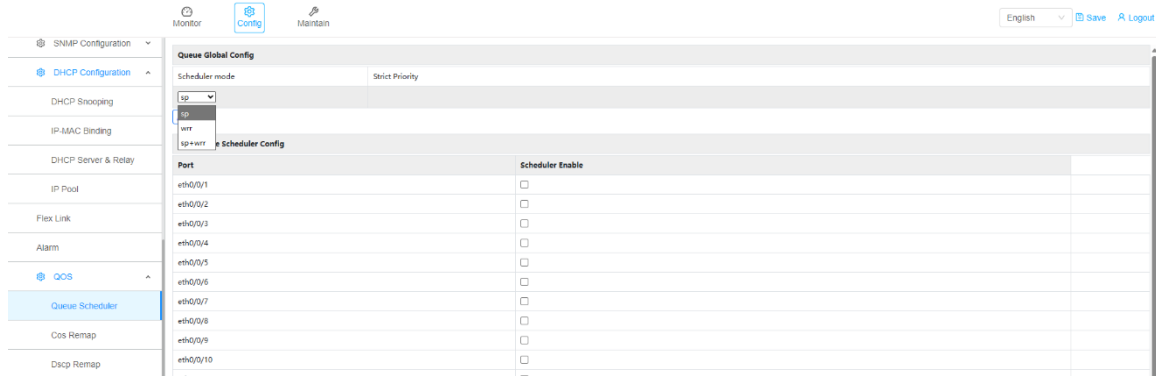 Monitor
Config
Maintain
English
Save
Logout
SNMP Configuration
DHCP Configuration
DHCP Snooping
IP-MAC Binding
DHCP Server & Relay
IP Pool
Flex Link
Alarm
QOS
Queue Scheduler
Cos Remap
Dscp Remap
Queue Global Config
Scheduler mode Strict Priority
sp
sp
wrr
sp+wrr
Scheduler Config
Port Scheduler Enable
eth0/0/1
eth0/0/2
eth0/0/3
eth0/0/4
eth0/0/5
eth0/0/6
eth0/0/7
eth0/0/8
eth0/0/9
eth0/0/10